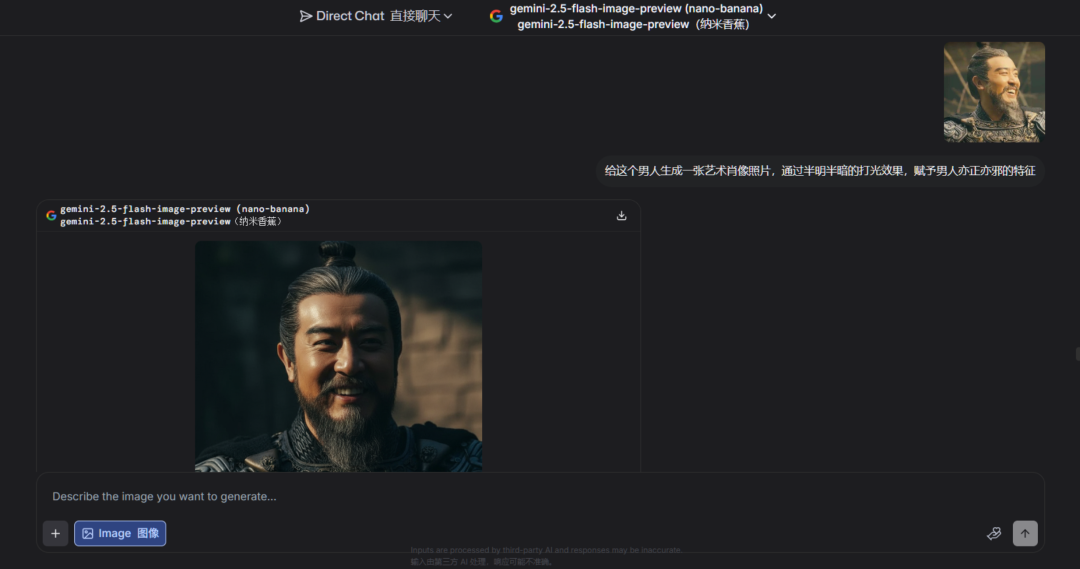 Direct Chat 直接聊天
gemini-2.5-flash-image-preview (nano-banana)
gemini-2.5-flash-image-preview（纳米香蕉）
给这个男人生成一张艺术肖像照片，通过半明半暗的打光效果，赋予男人亦正亦邪的特征
gemini-2.5-flash-image-preview (nano-banana)
gemini-2.5-flash-image-preview（纳米香蕉）
Describe the image you want to generate...
Image 图像
Inputs are processed by third-party AI and responses may be inaccurate.
输入由第三方 AI 处理，响应可能不准确。